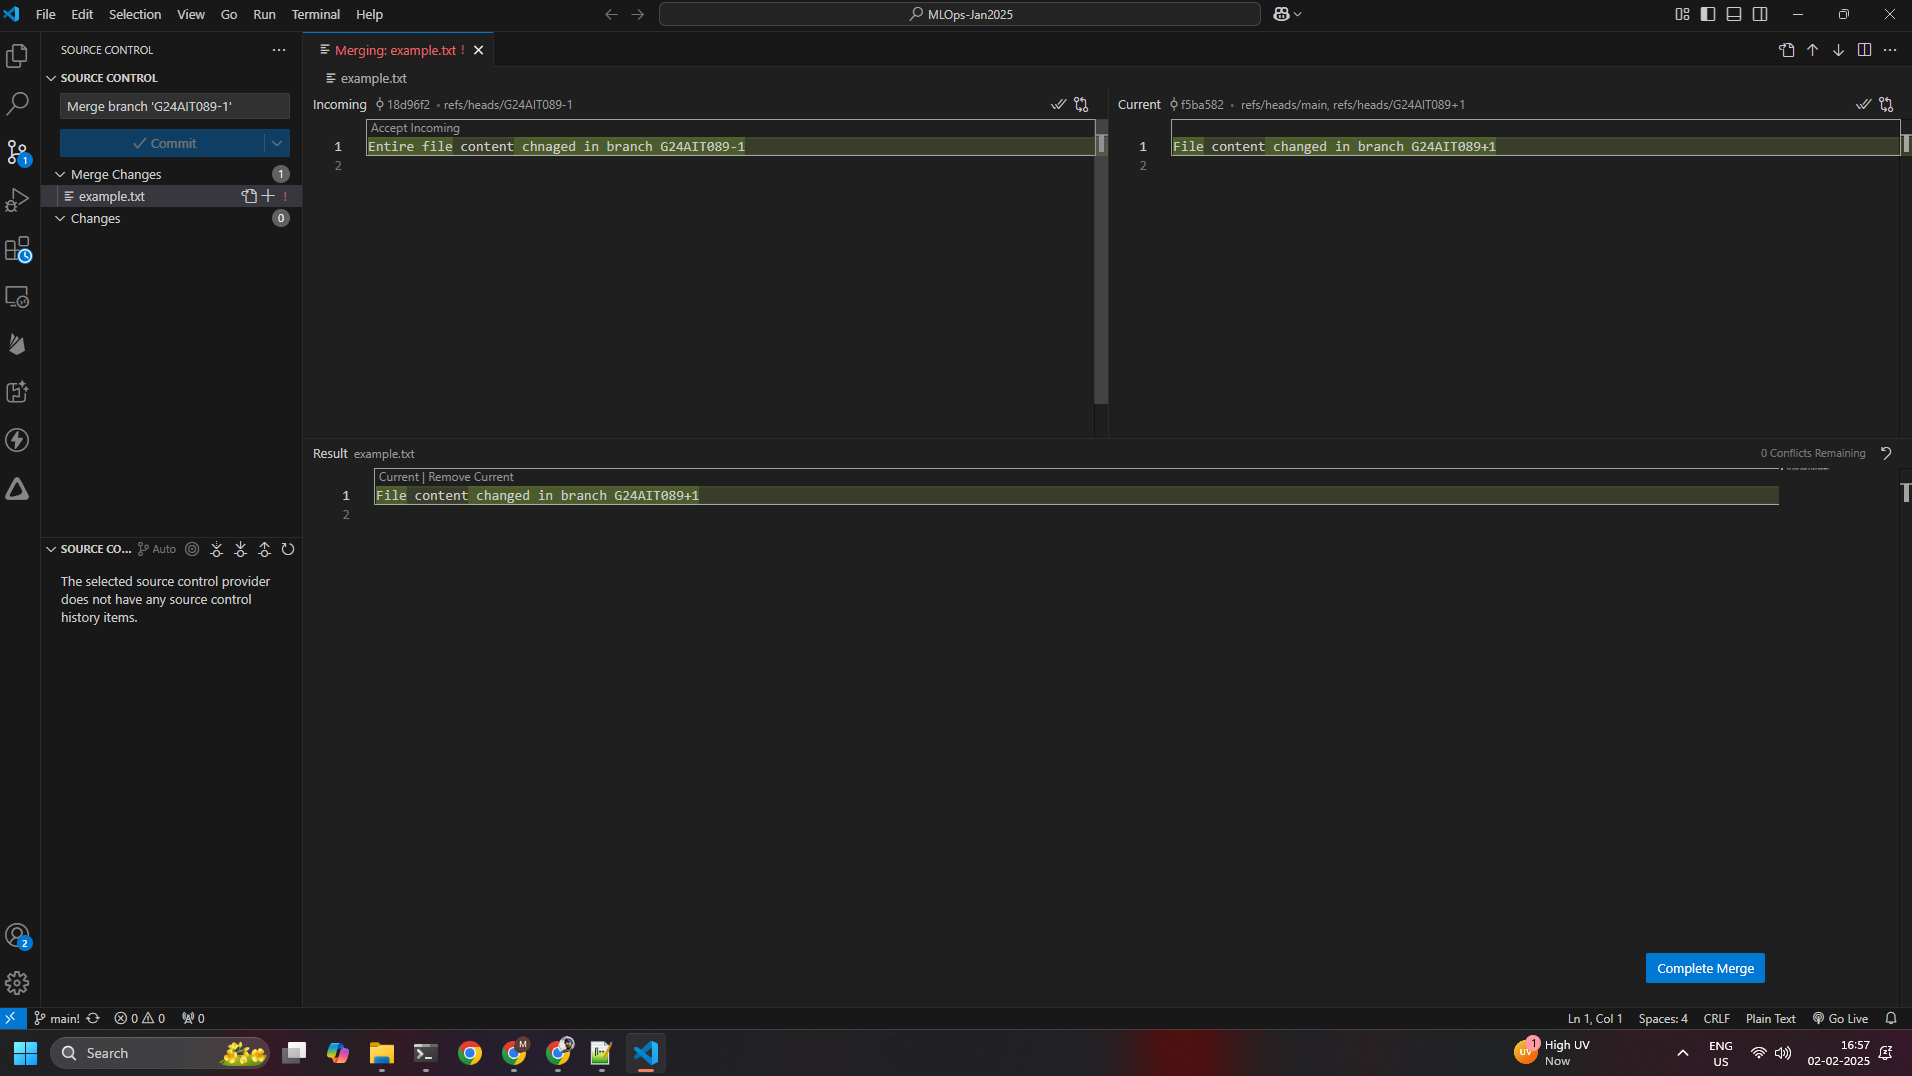 File Edit Selection View Go Run Terminal Help
MLOps-Jan2025
SOURCE CONTROL
SOURCE CONTROL
Merge branch 'G24AIT089-1'
Commit
1
Merge Changes 1
example.txt !
Changes 0
SOURCE CO... Auto
The selected source control provider
does not have any source control
history items.
2
Merging: example.txt !
example.txt
Incoming 18d96f2 • refs/heads/G24AIT089-1
Accept Incoming
1 Entire file content chnaged in branch G24AIT089-1
2
Current f5ba582 • refs/heads/main, refs/heads/G24AIT089+1
1 File content changed in branch G24AIT089+1
2
Result example.txt
0 Conflicts Remaining
Current | Remove Current
1 File content changed in branch G24AIT089+1
2
Complete Merge
main! 0 0 0
Ln 1, Col 1 Spaces: 4 CRLF Plain Text Go Live
Search
M
UV 1
High UV
Now
ENG
US
16:57
02-02-2025